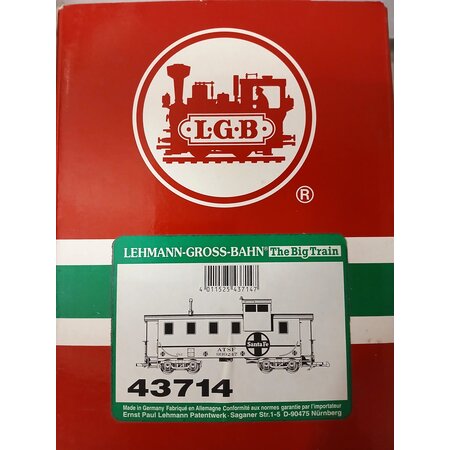 L·G·B
®
LEHMANN-GROSS-BAHN® The Big Train
4 011525 437147
ATSF
999247
Santa Fe
43714
Made in Germany Fabriqué en Allemagne Conformité aux normes garantie par l'importateur
Ernst Paul Lehmann Patentwerk · Saganer Str.1-5 D-90475 Nürnberg